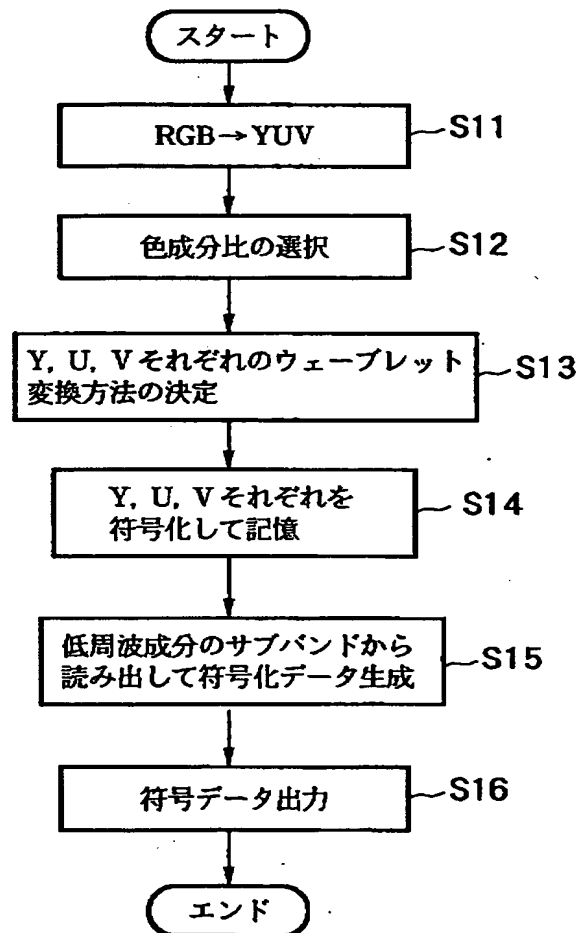 スタート
RGB→YUV
S11
色成分比の選択
S12
Y, U, Vそれぞれのウェーブレット
変換方法の決定
S13
Y, U, Vそれぞれを
符号化して記憶
S14
低周波成分のサブバンドから
読み出して符号化データ生成
S15
符号データ出力
S16
エンド